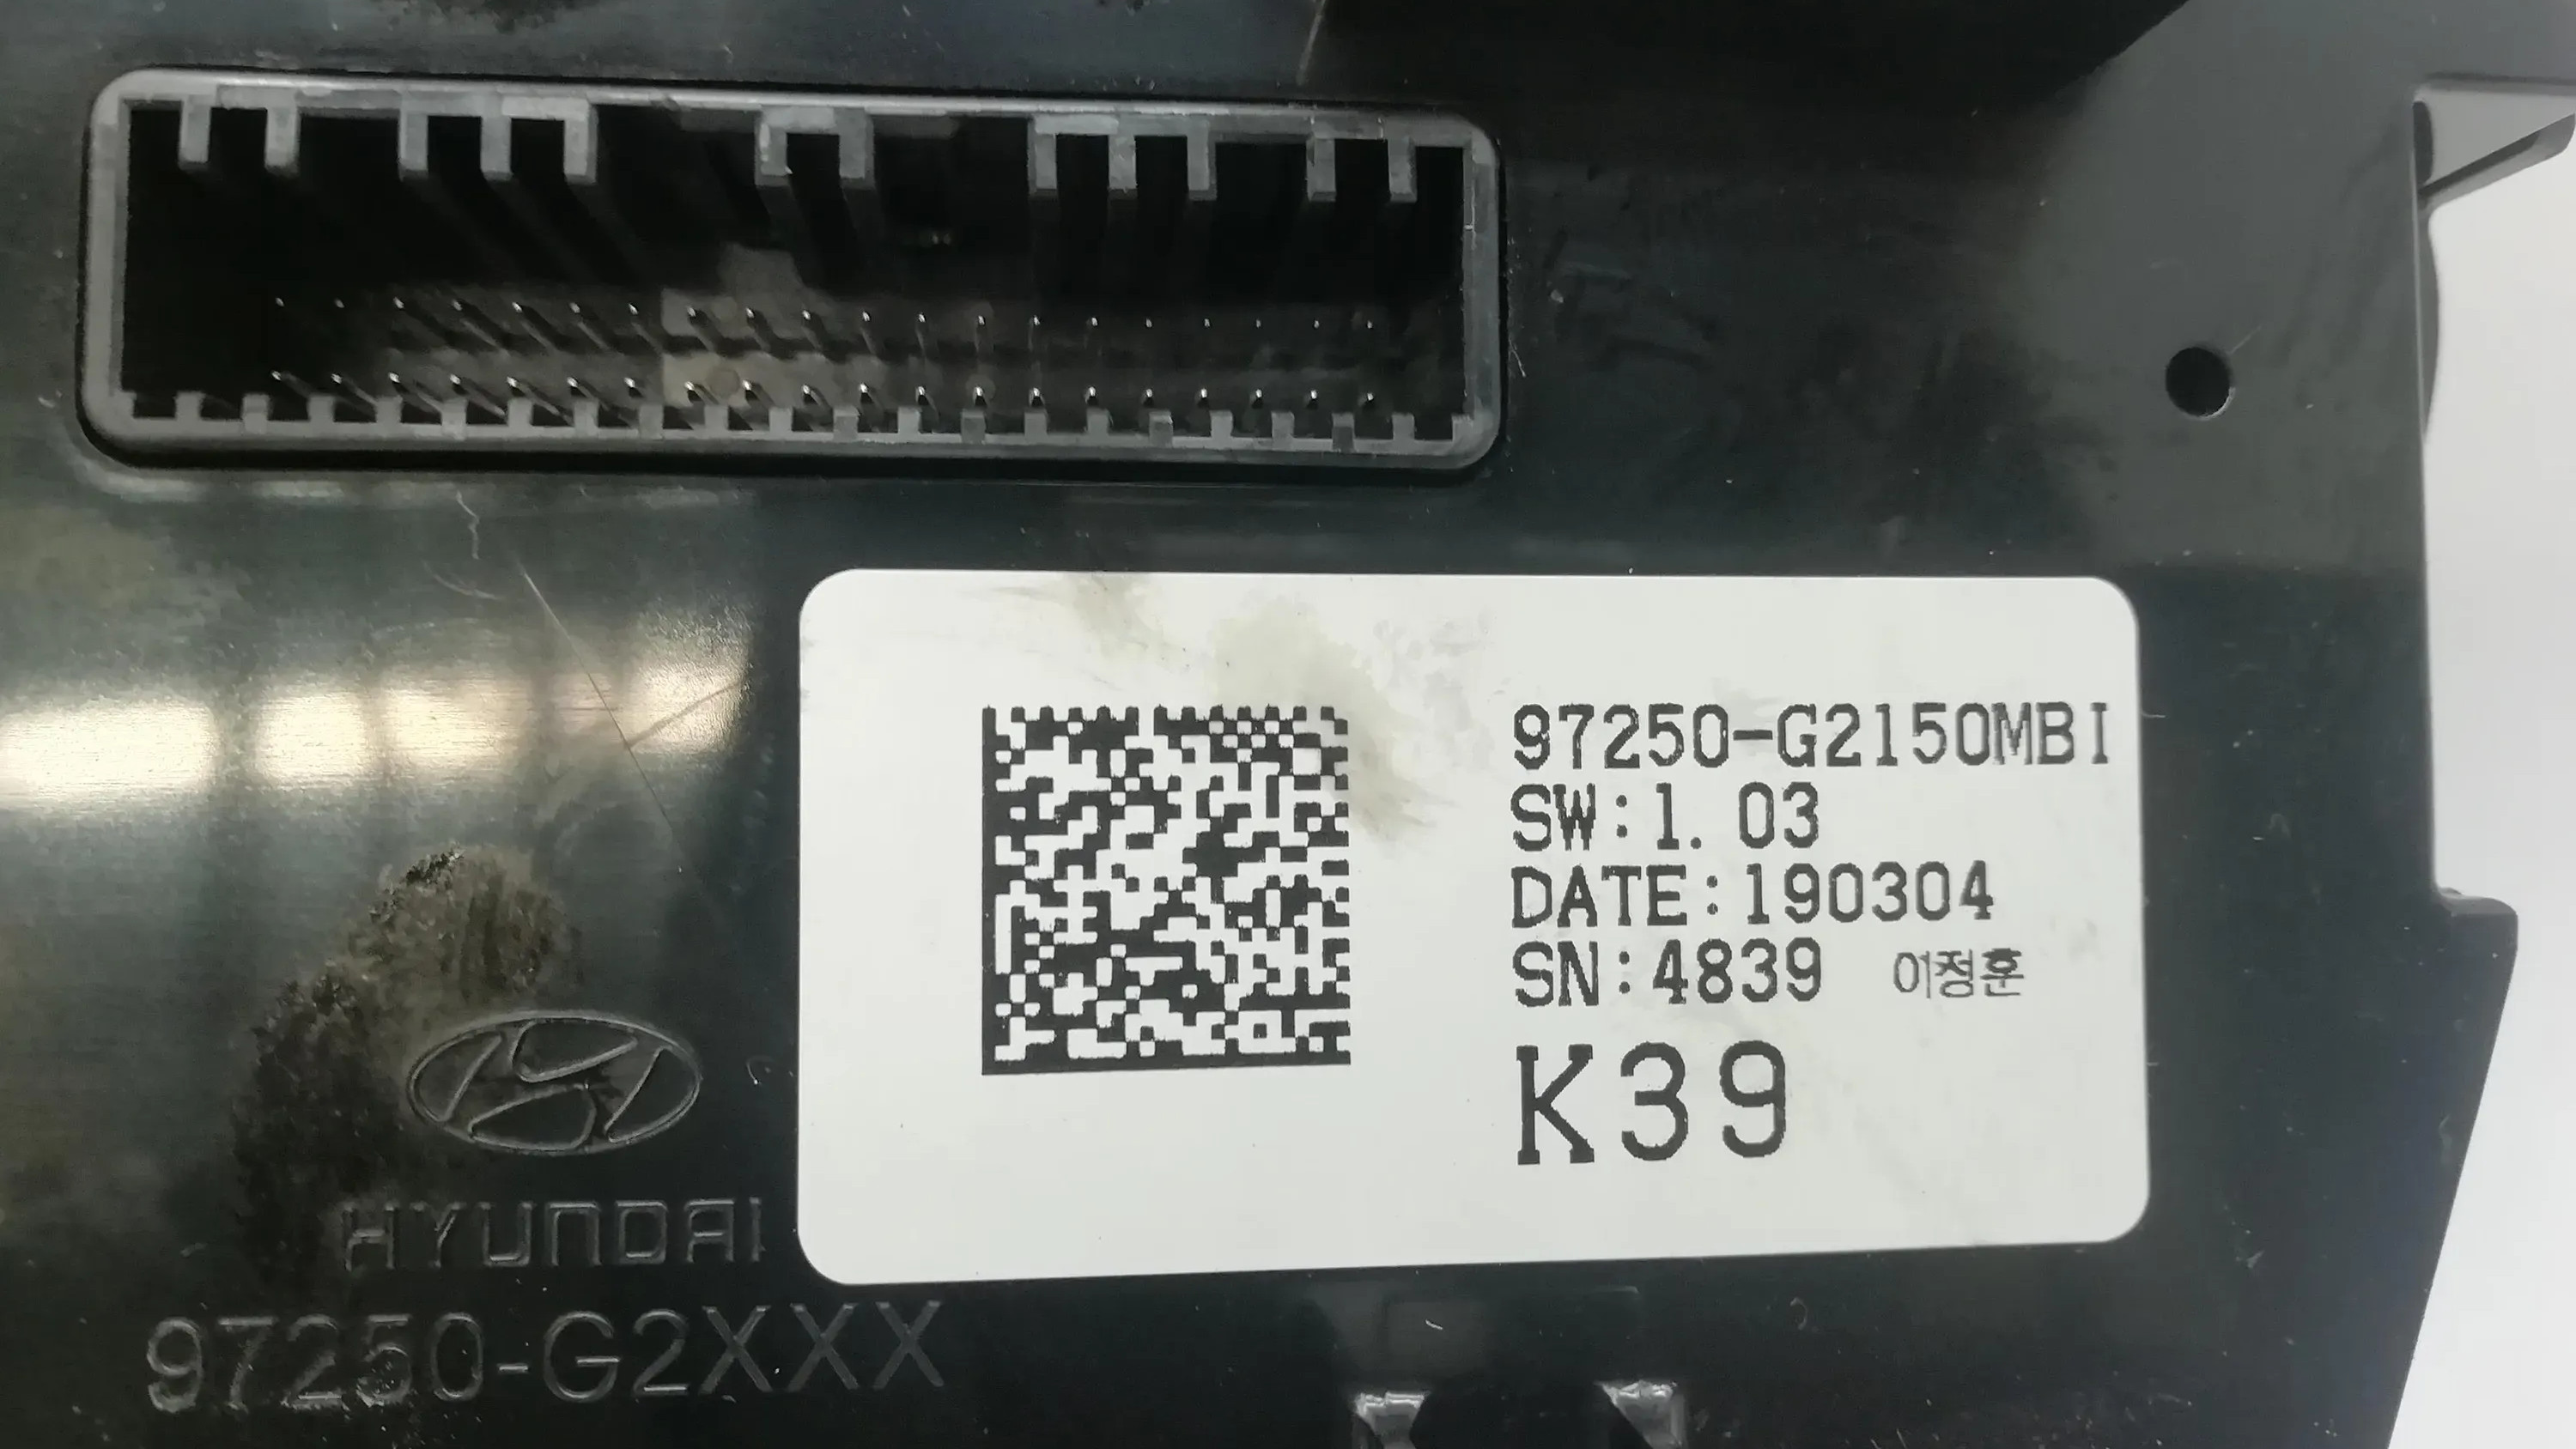 97250-G2150MBI
SW:1.03
DATE:190304
SN:4839 이정훈
K39
HYUNDAI
97250-G2XXX